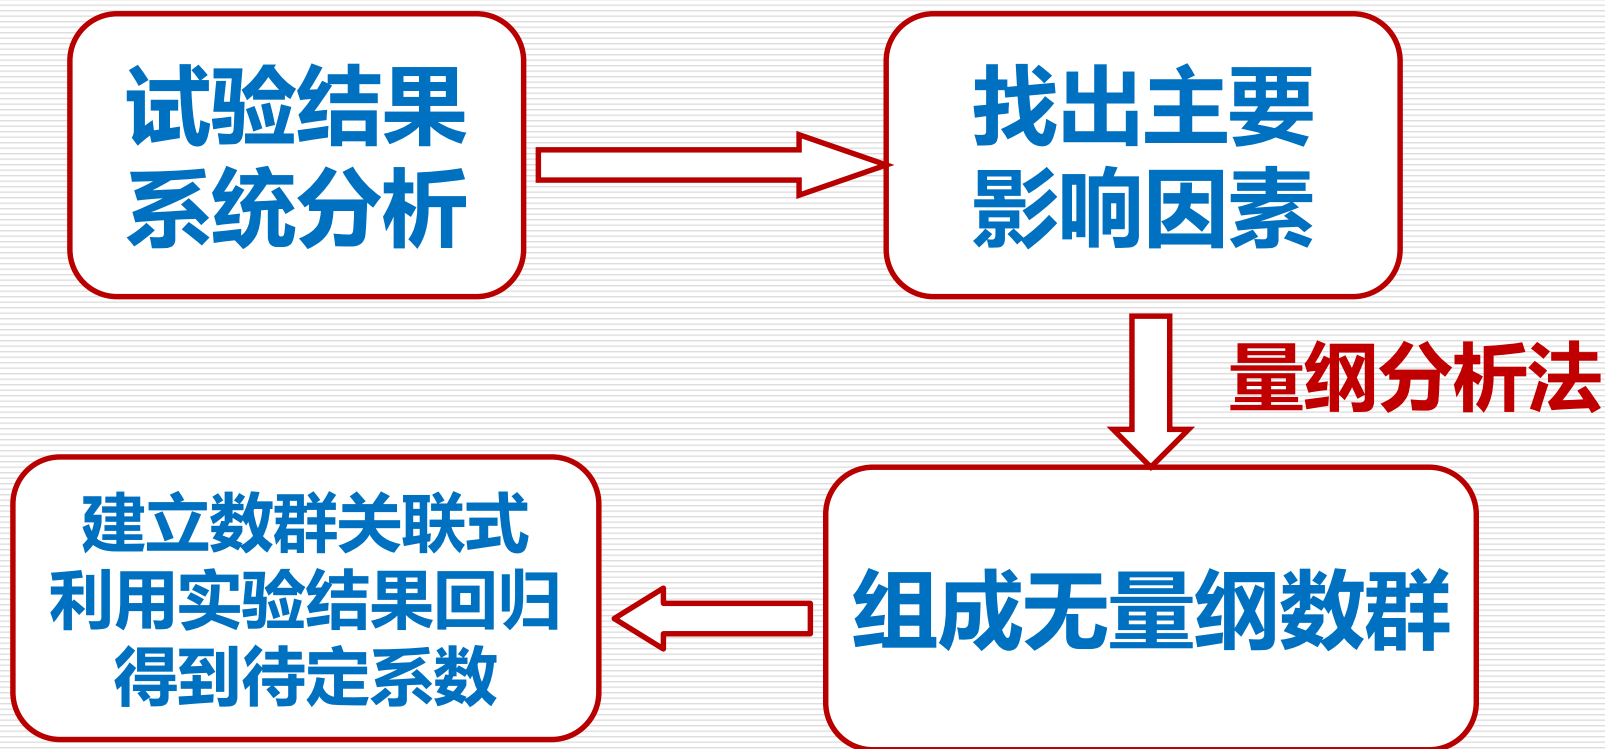 试验结果
系统分析
找出主要
影响因素
量纲分析法
组成无量纲数群
建立数群关联式
利用实验结果回归
得到待定系数